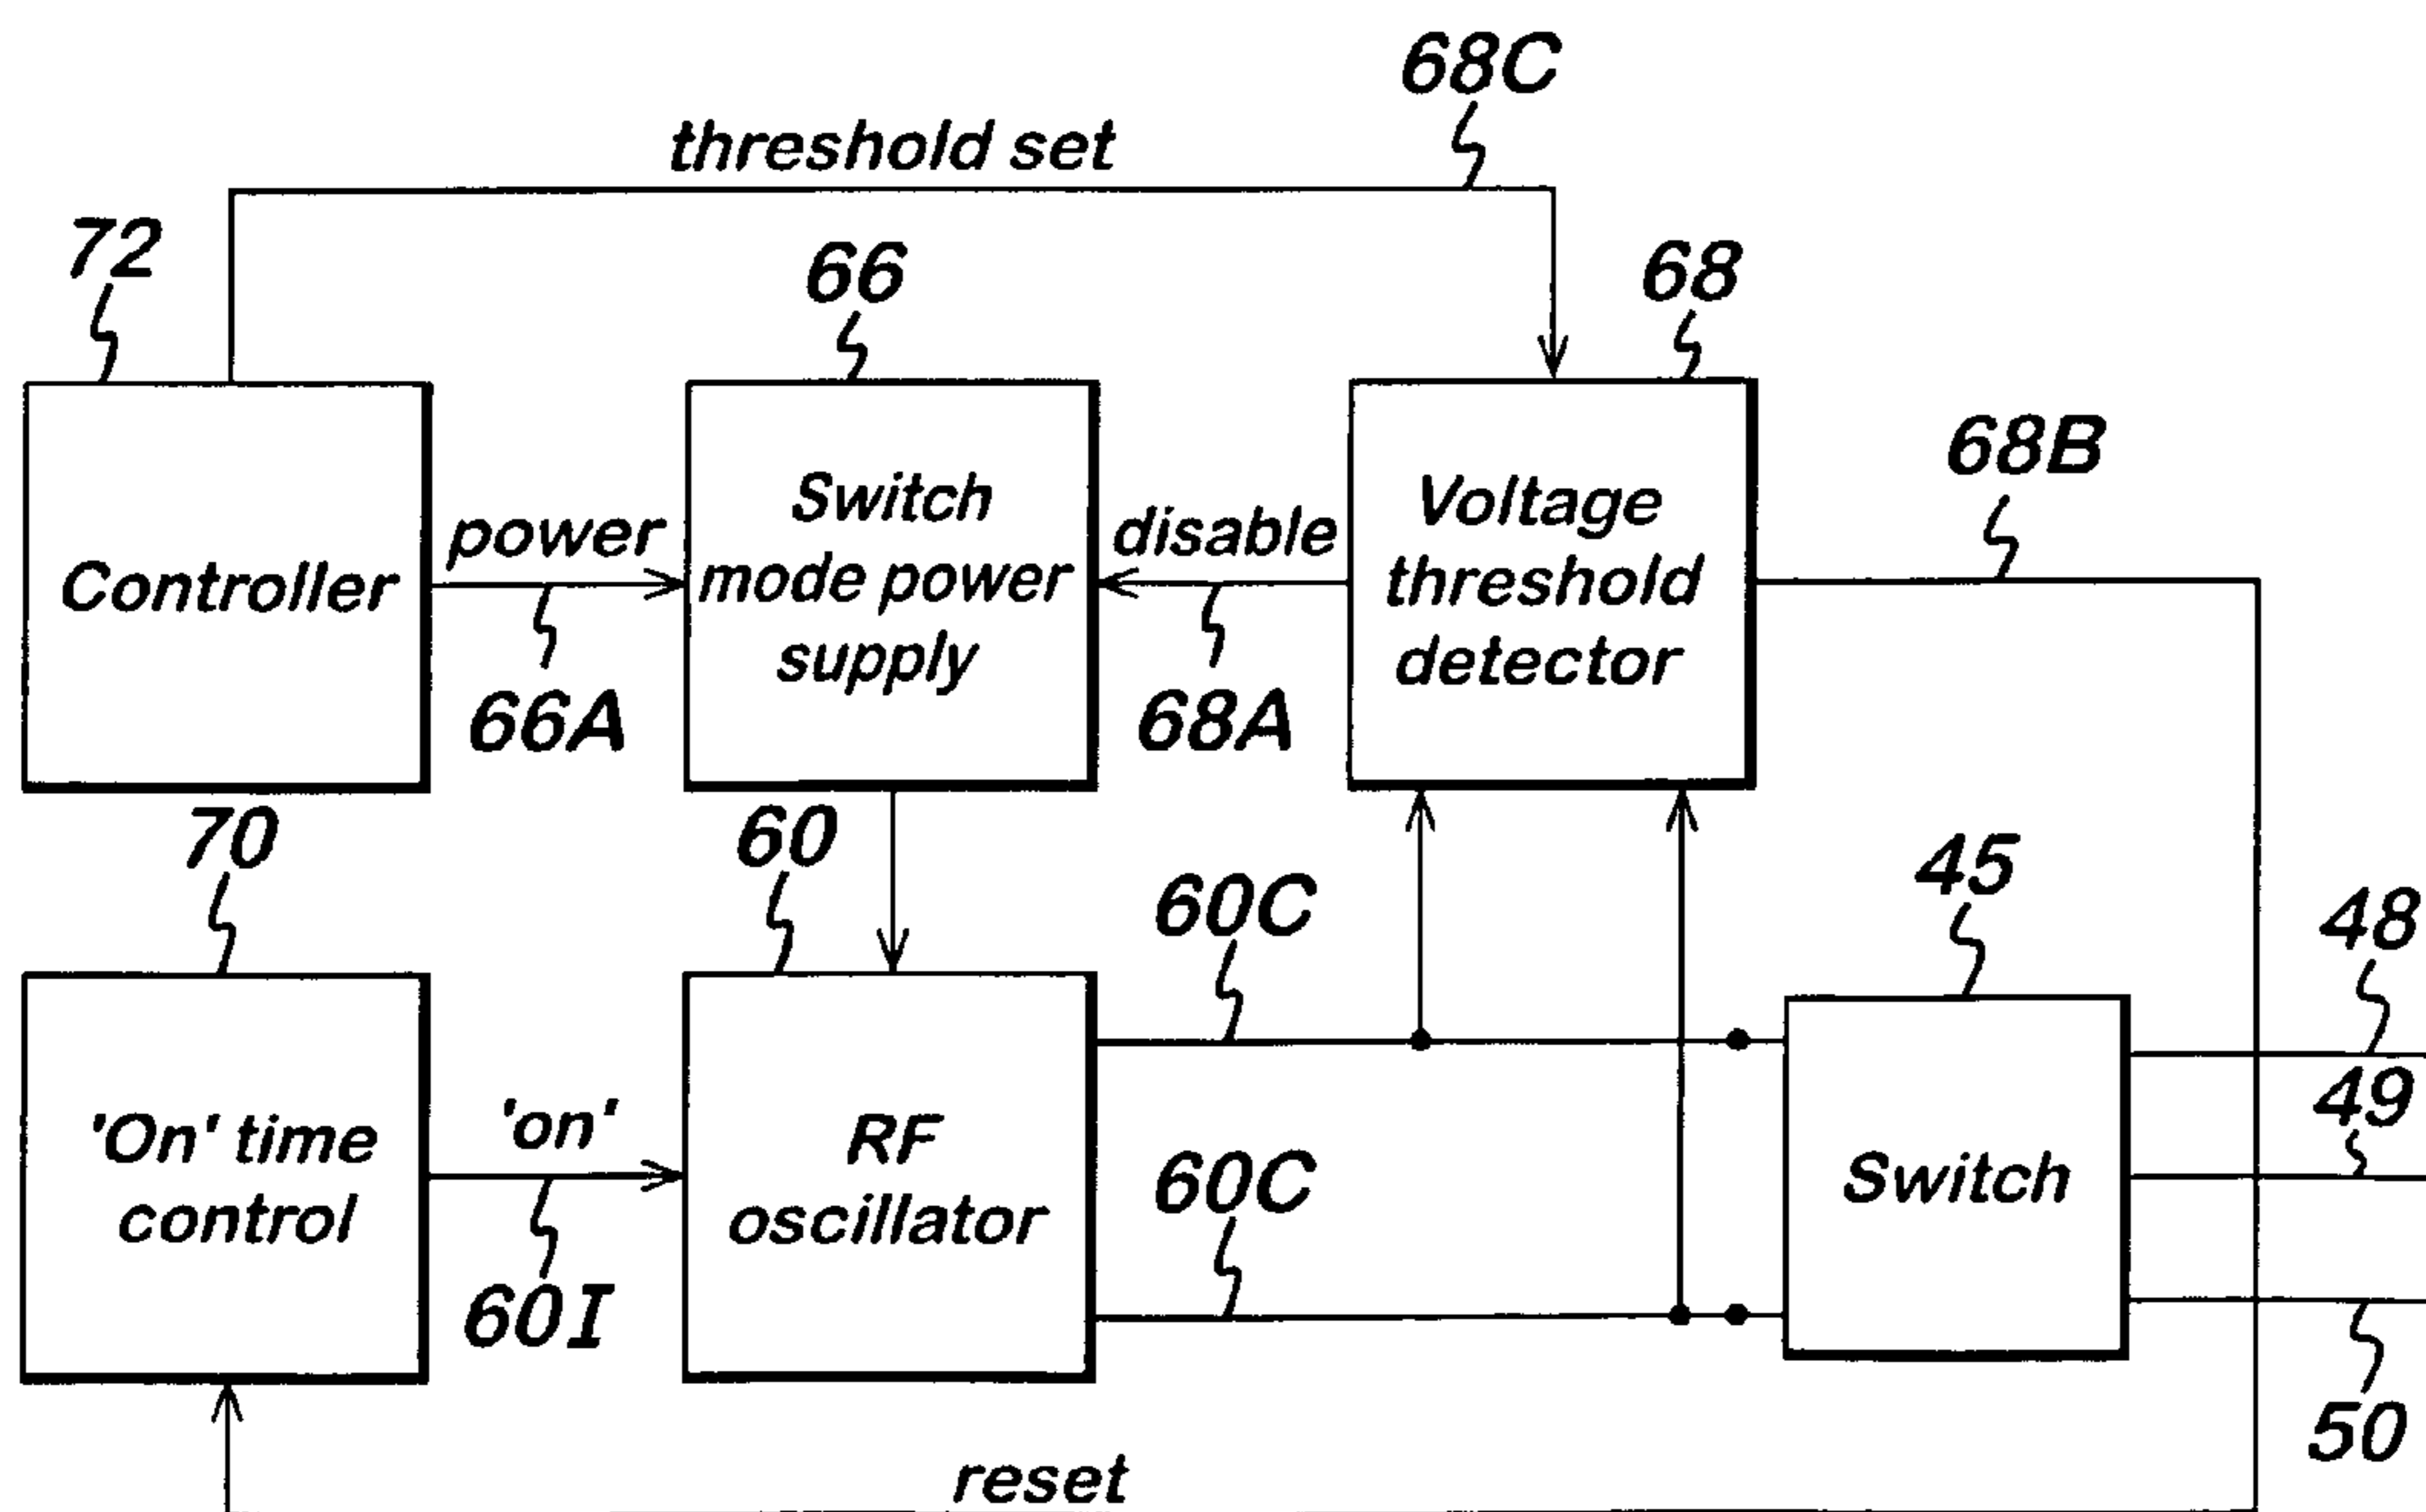 68C
threshold set
72
66
68
68B
Controller
power
66A
Switch
mode power
supply
disable
68A
Voltage
threshold
detector
70
60
60C
45
48
'On' time
control
'on'
60I
RF
oscillator
60C
Switch
49
50
reset